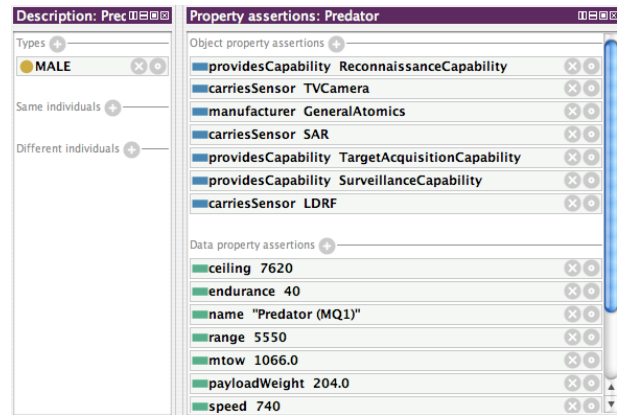 Description: Prec
Types
MALE
Same individuals
Different individuals
Property assertions: Predator
Object property assertions
providesCapability ReconnaissanceCapability
carriesSensor TVCamera
manufacturer GeneralAtomics
carriesSensor SAR
providesCapability TargetAcquisitionCapability
providesCapability SurveillanceCapability
carriesSensor LDRF
Data property assertions
ceiling 7620
endurance 40
name "Predator (MQ1)"
range 5550
mtow 1066.0
payloadWeight 204.0
speed 740